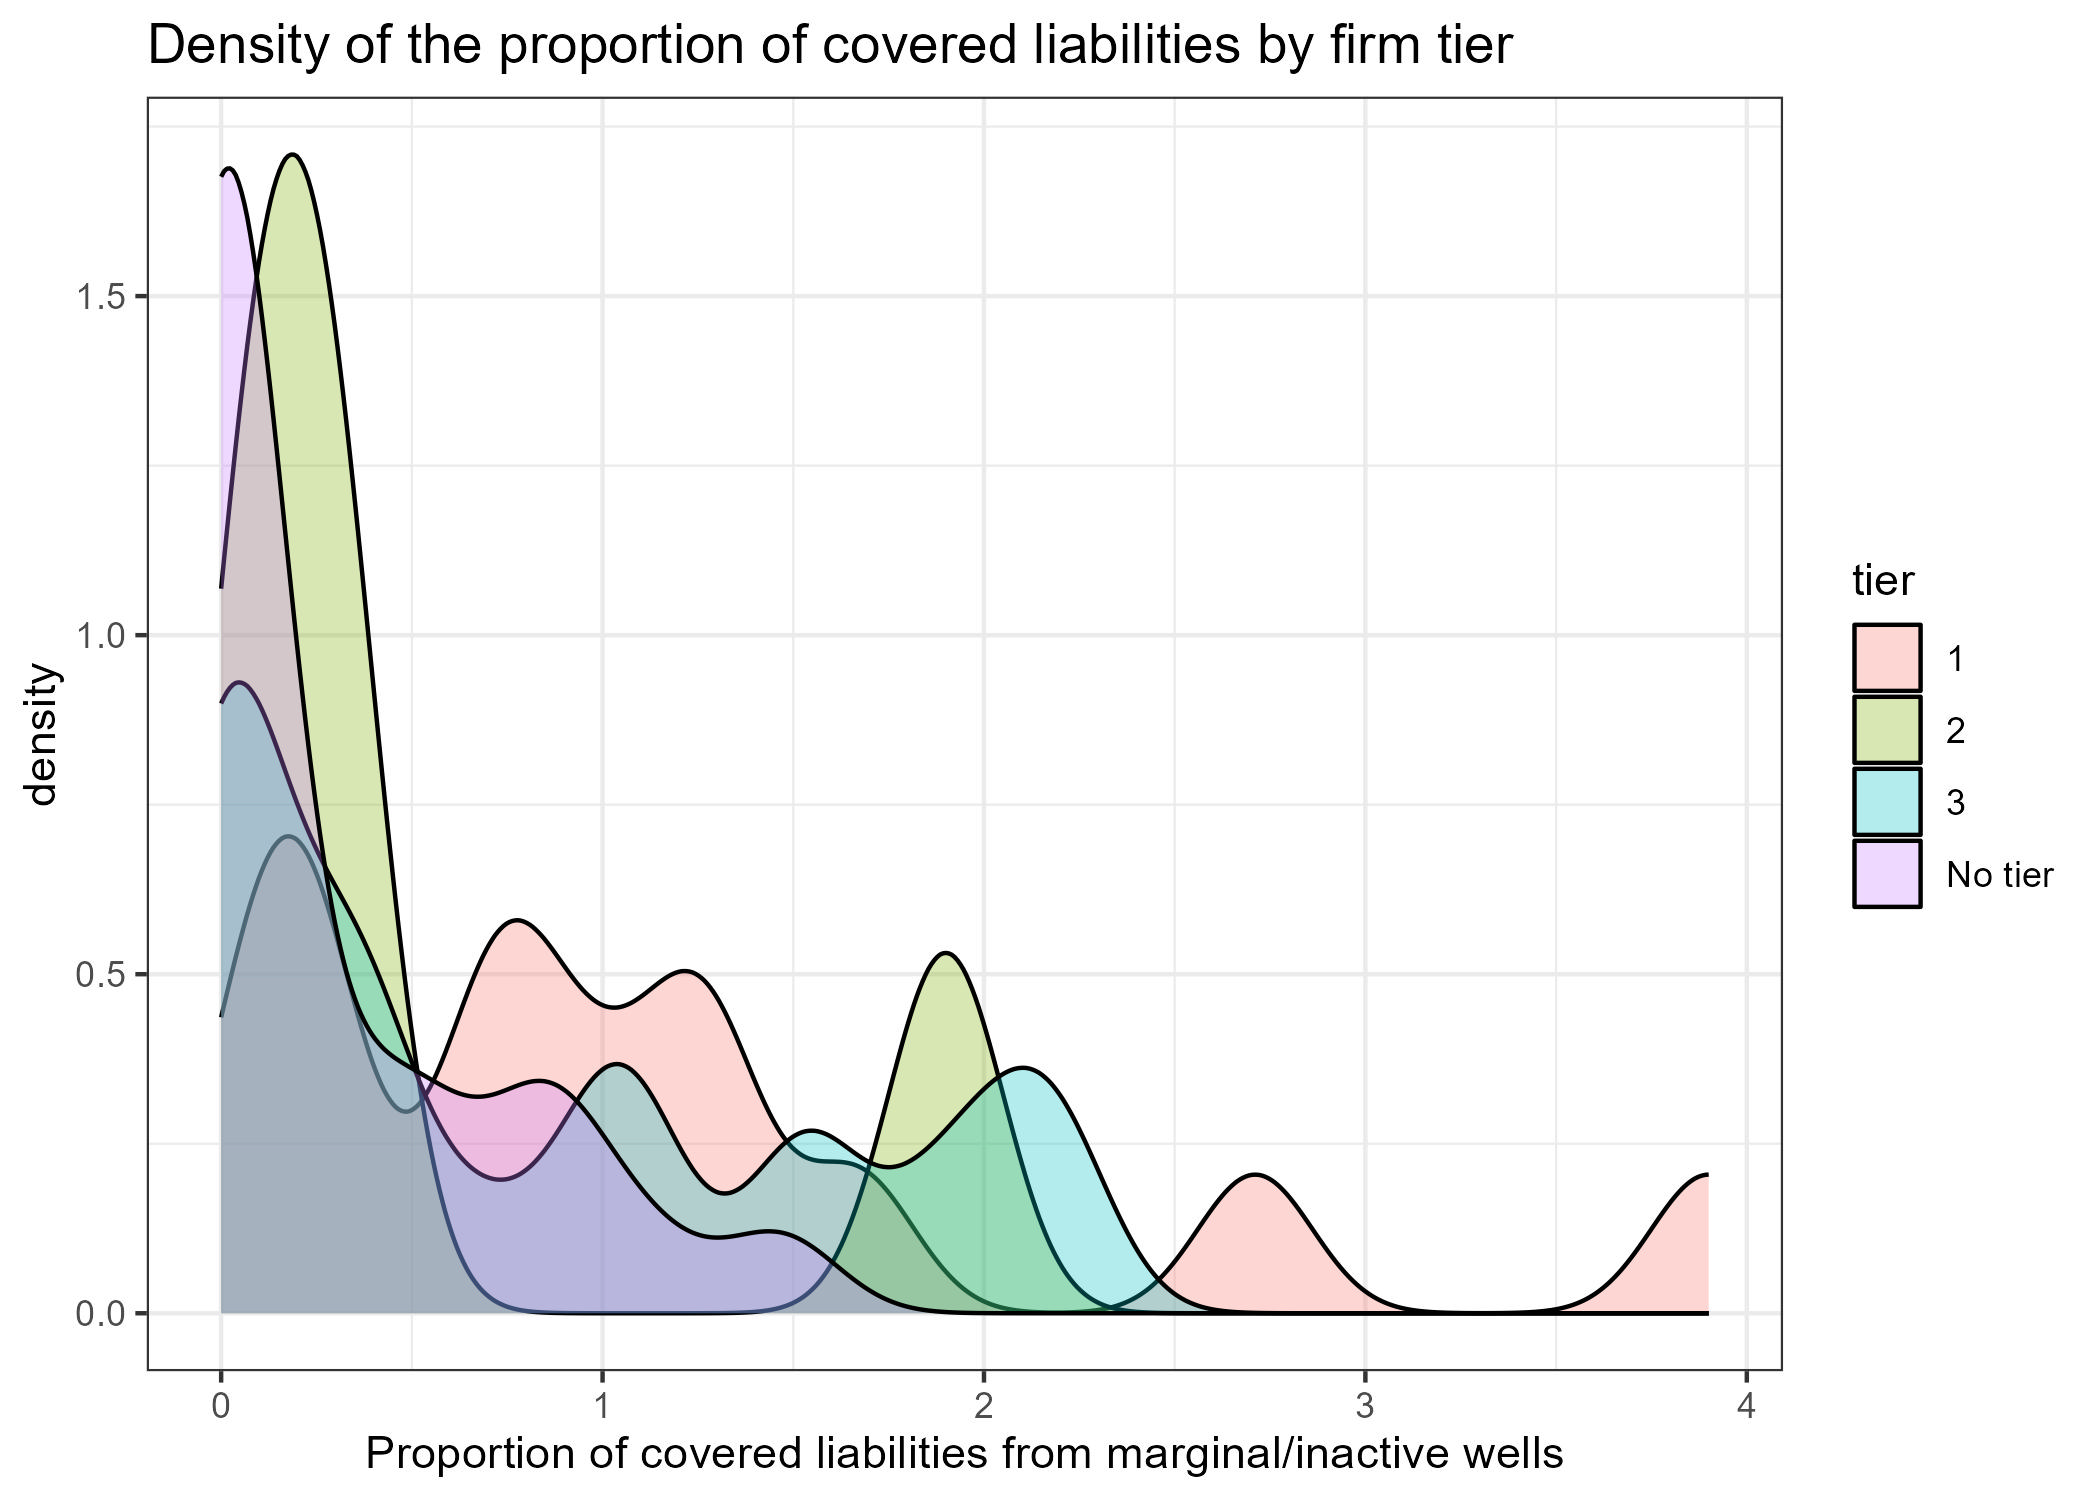 Density of the proportion of covered liabilities by firm tier
density
1.5
1.0
0.5
0.0
0 1 2 3 4
Proportion of covered liabilities from marginal/inactive wells
tier
1
2
3
No tier